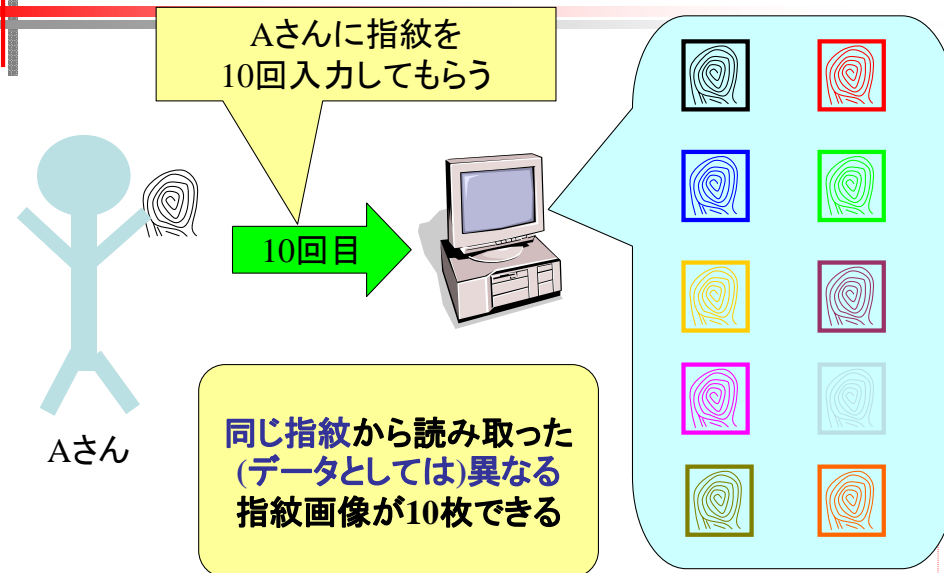 Aさんに指紋を
10回入力してもらう
10回目
Aさん
同じ指紋から読み取った
(データとしては)異なる
指紋画像が10枚できる